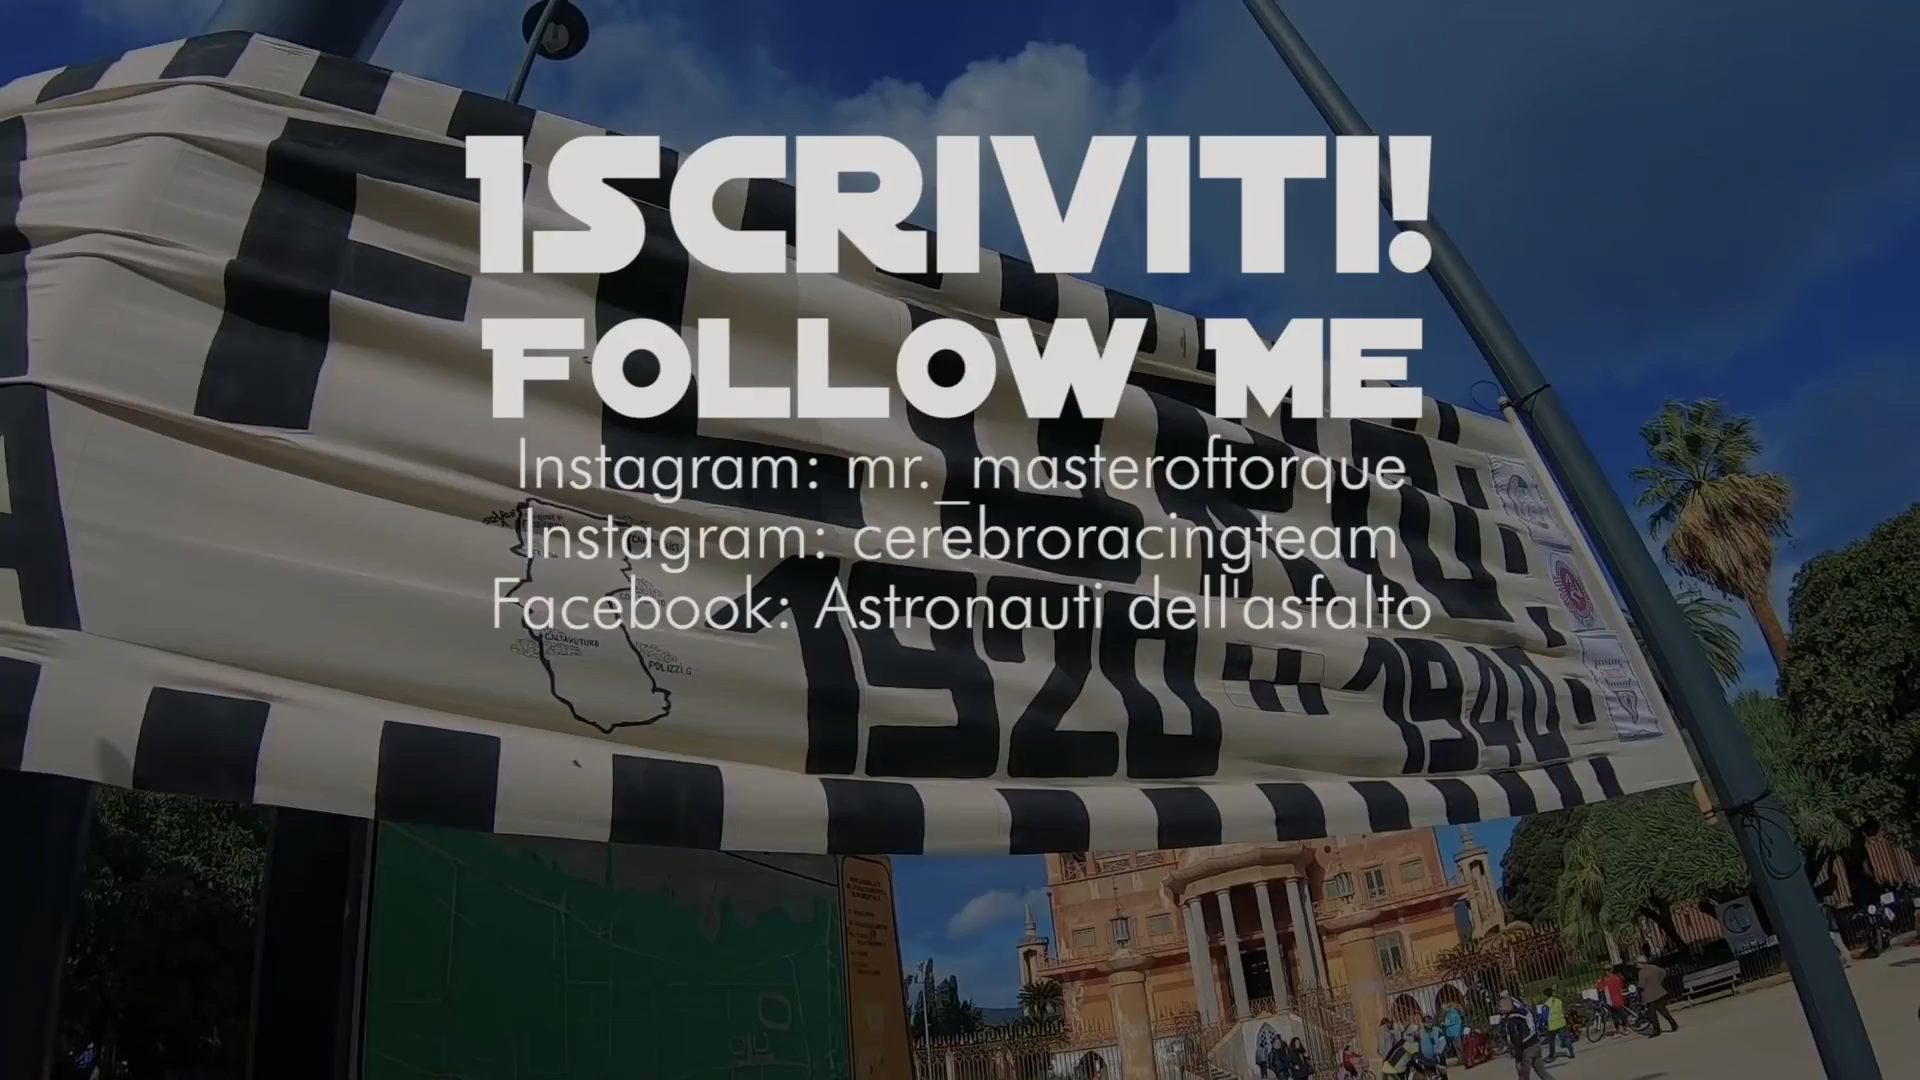 ISCRIVITI!
FOLLOW ME
Instagram: mr._masteroftorque
Instagram: cerebroracingteam
Facebook: Astronauti dell'asfalto
CALTAVUTURO
POLIZZI G
1920
1940